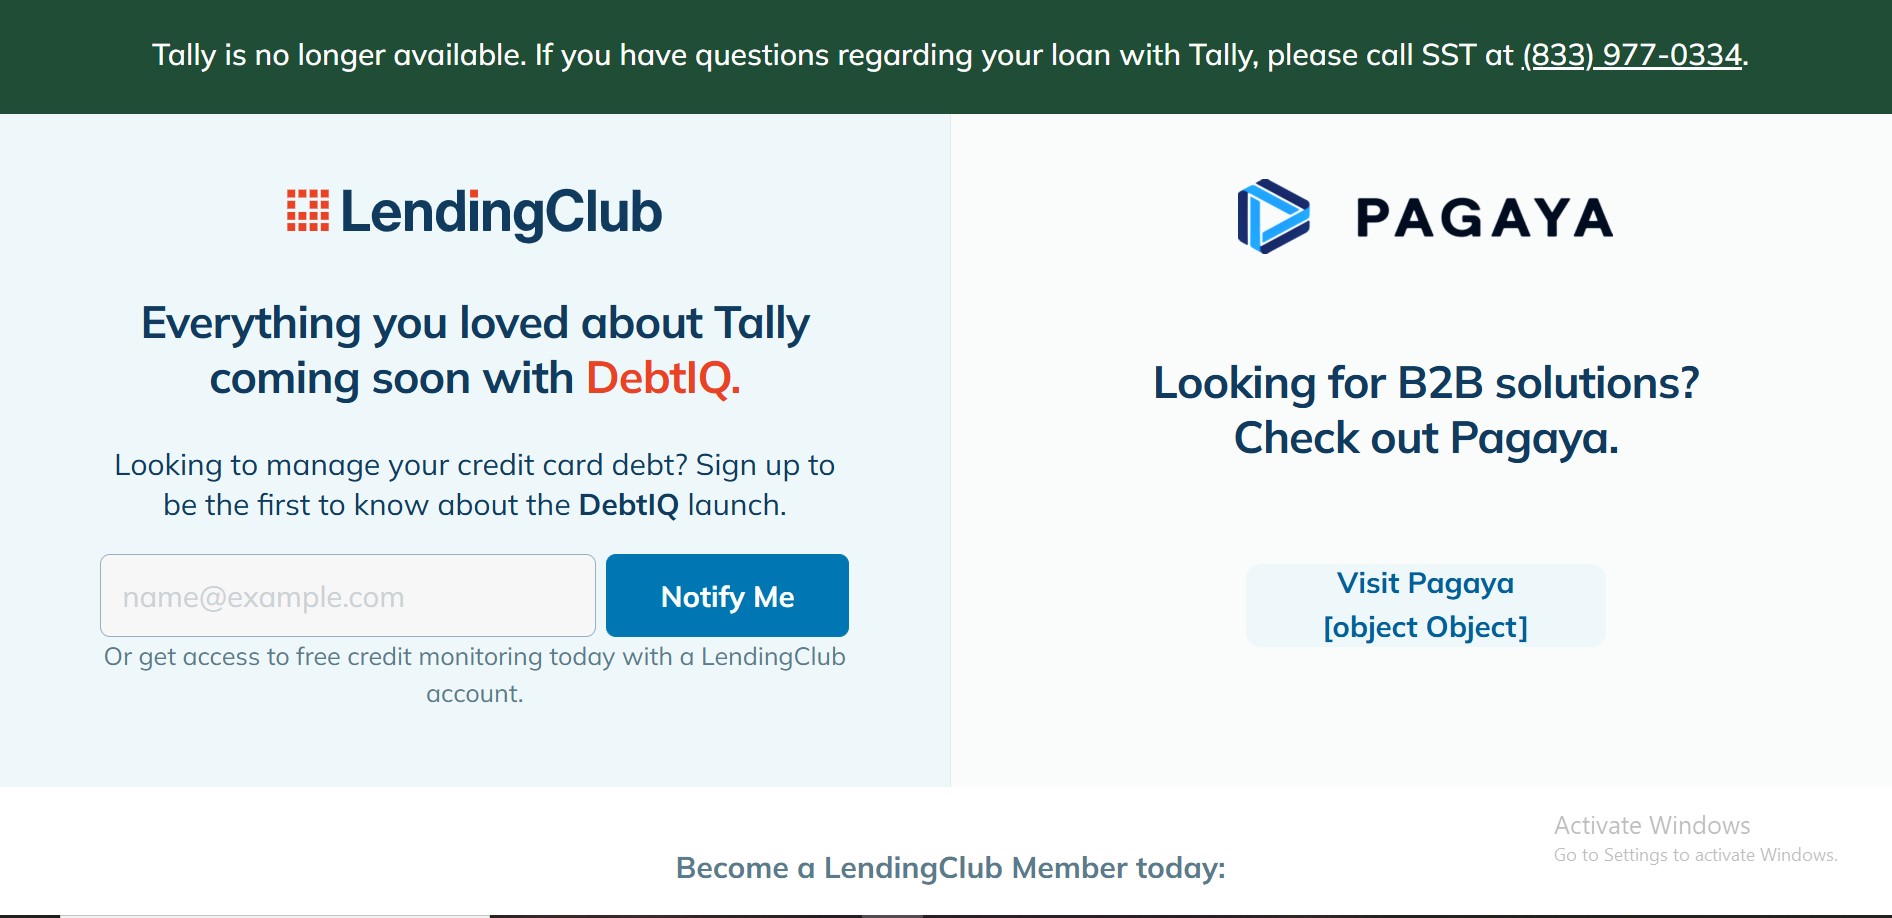 Tally is no longer available. If you have questions regarding your loan with Tally, please call SST at (833) 977-0334.
LendingClub
Everything you loved about Tally
coming soon with DebtIQ.
Looking to manage your credit card debt? Sign up to
be the first to know about the DebtIQ launch.
name@example.com
Notify Me
Or get access to free credit monitoring today with a LendingClub
account.
PAGAYA
Looking for B2B solutions?
Check out Pagaya.
Visit Pagaya
[object Object]
Become a LendingClub Member today:
Activate Windows
Go to Settings to activate Windows.